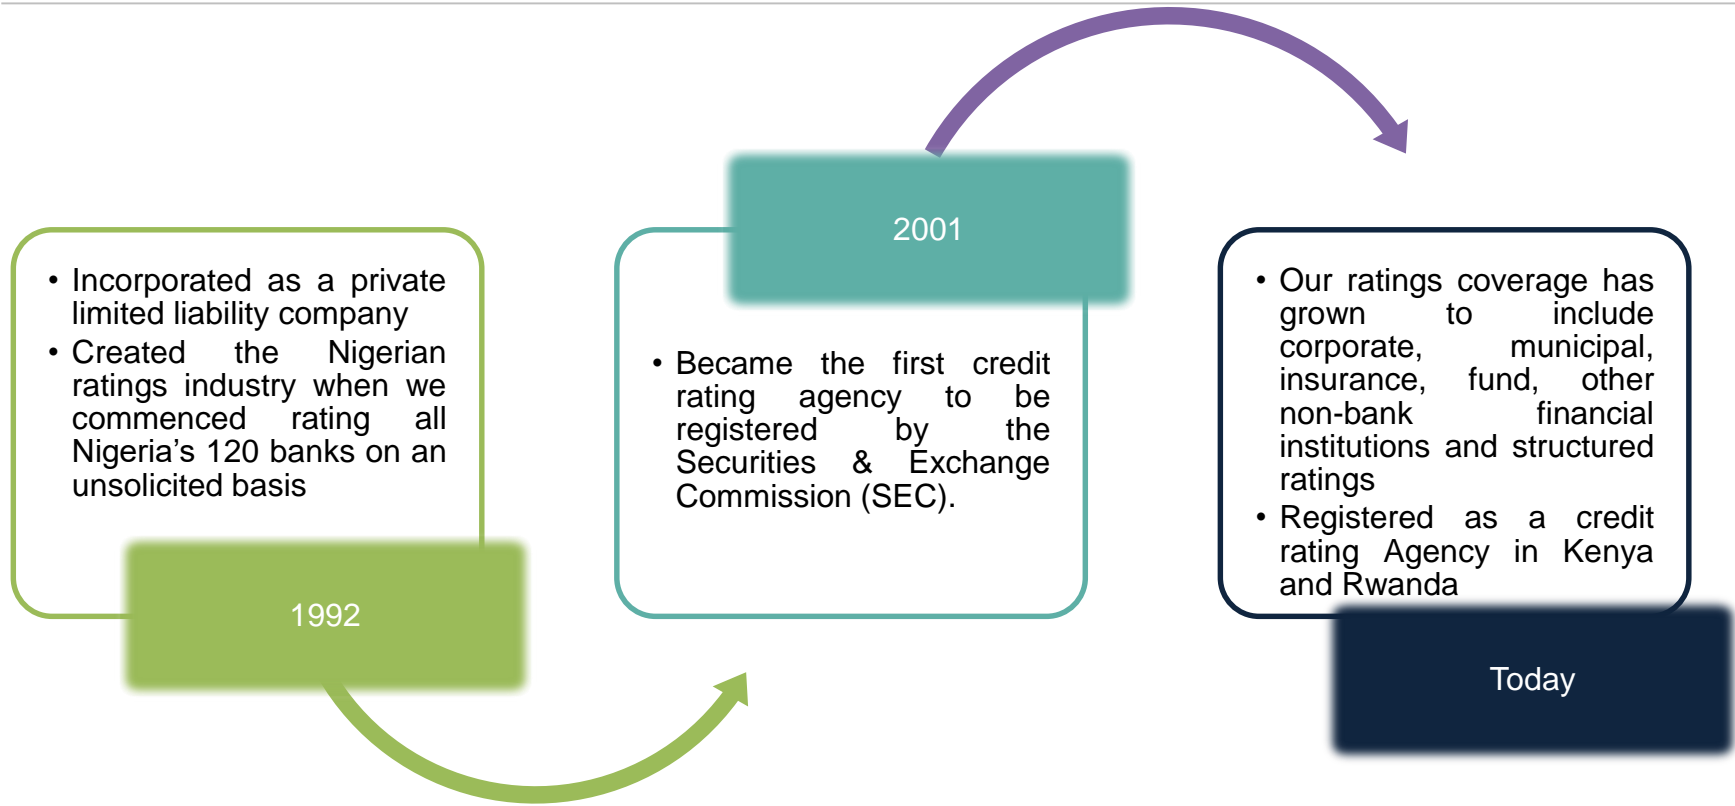 • Incorporated as a private
limited liability company
• Created the Nigerian
ratings industry when we
commenced rating all
Nigeria’s 120 banks on an
unsolicited basis
1992
2001
• Became the first credit
rating agency to be
registered by the
Securities & Exchange
Commission (SEC).
• Our ratings coverage has
grown to include
corporate, municipal,
insurance, fund, other
non-bank financial
institutions and structured
ratings
• Registered as a credit
rating Agency in Kenya
and Rwanda
Today